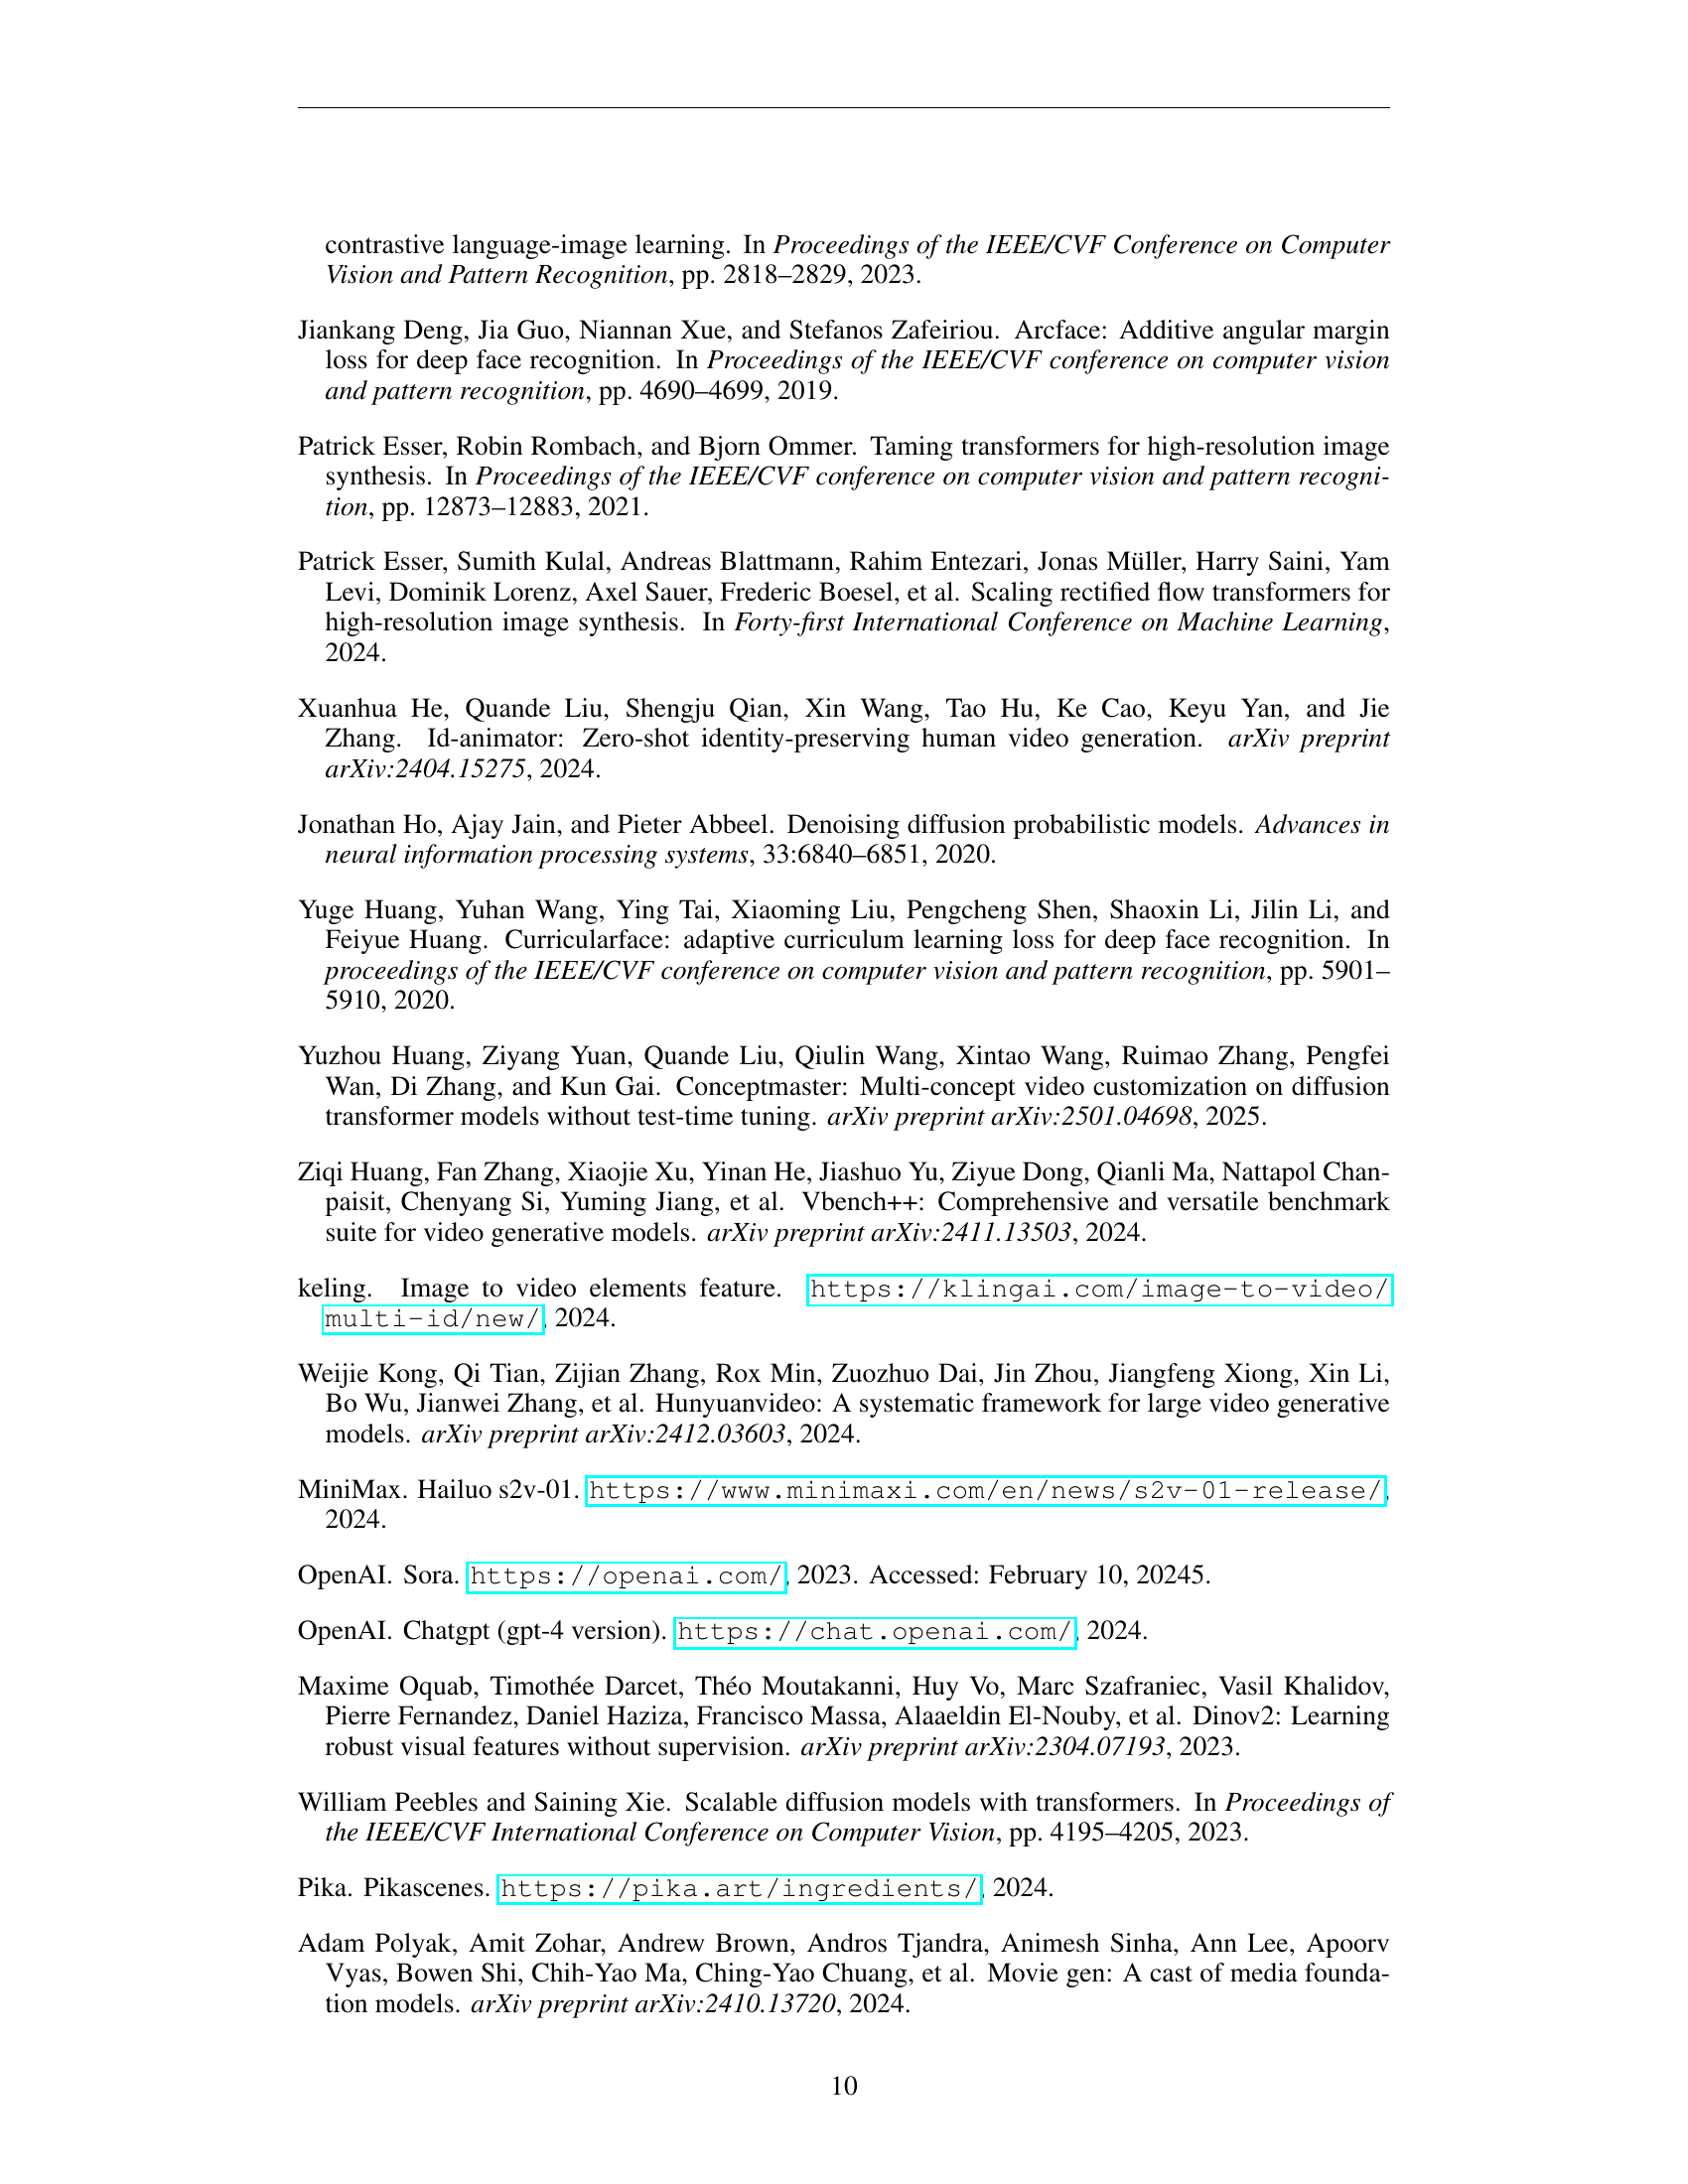 contrastive language-image learning. In Proceedings of the IEEE/CVF Conference on Computer
Vision and Pattern Recognition, pp. 2818–2829, 2023.
Jiankang Deng, Jia Guo, Niannan Xue, and Stefanos Zafeiriou. Arcface: Additive angular margin
loss for deep face recognition. In Proceedings of the IEEE/CVF conference on computer vision
and pattern recognition, pp. 4690–4699, 2019.
Patrick Esser, Robin Rombach, and Bjorn Ommer. Taming transformers for high-resolution image
synthesis. In Proceedings of the IEEE/CVF conference on computer vision and pattern recogni-
tion, pp. 12873–12883, 2021.
Patrick Esser, Sumith Kulal, Andreas Blattmann, Rahim Entezari, Jonas Müller, Harry Saini, Yam
Levi, Dominik Lorenz, Axel Sauer, Frederic Boesel, et al. Scaling rectified flow transformers for
high-resolution image synthesis. In Forty-first International Conference on Machine Learning,
2024.
Xuanhua He, Quande Liu, Shengju Qian, Xin Wang, Tao Hu, Ke Cao, Keyu Yan, and Jie
Zhang. Id-animator: Zero-shot identity-preserving human video generation. arXiv preprint
arXiv:2404.15275, 2024.
Jonathan Ho, Ajay Jain, and Pieter Abbeel. Denoising diffusion probabilistic models. Advances in
neural information processing systems, 33:6840–6851, 2020.
Yuge Huang, Yuhan Wang, Ying Tai, Xiaoming Liu, Pengcheng Shen, Shaoxin Li, Jilin Li, and
Feiyue Huang. Curricularface: adaptive curriculum learning loss for deep face recognition. In
proceedings of the IEEE/CVF conference on computer vision and pattern recognition, pp. 5901–
5910, 2020.
Yuzhou Huang, Ziyang Yuan, Quande Liu, Qiulin Wang, Xintao Wang, Ruimao Zhang, Pengfei
Wan, Di Zhang, and Kun Gai. Conceptmaster: Multi-concept video customization on diffusion
transformer models without test-time tuning. arXiv preprint arXiv:2501.04698, 2025.
Ziqi Huang, Fan Zhang, Xiaojie Xu, Yinan He, Jiashuo Yu, Ziyue Dong, Qianli Ma, Nattapol Chan-
paisit, Chenyang Si, Yuming Jiang, et al. Vbench++: Comprehensive and versatile benchmark
suite for video generative models. arXiv preprint arXiv:2411.13503, 2024.
keling. Image to video elements feature. https://klingai.com/image-to-video/
multi-id/new/, 2024.
Weijie Kong, Qi Tian, Zijian Zhang, Rox Min, Zuozhuo Dai, Jin Zhou, Jiangfeng Xiong, Xin Li,
Bo Wu, Jianwei Zhang, et al. Hunyuanvideo: A systematic framework for large video generative
models. arXiv preprint arXiv:2412.03603, 2024.
MiniMax. Hailuo s2v-01. https://www.minimaxi.com/en/news/s2v-01-release/,
2024.
OpenAI. Sora. https://openai.com/, 2023. Accessed: February 10, 20245.
OpenAI. Chatgpt (gpt-4 version). https://chat.openai.com/, 2024.
Maxime Oquab, Timothée Darcet, Théo Moutakanni, Huy Vo, Marc Szafraniec, Vasil Khalidov,
Pierre Fernandez, Daniel Haziza, Francisco Massa, Alaaeldin El-Nouby, et al. Dinov2: Learning
robust visual features without supervision. arXiv preprint arXiv:2304.07193, 2023.
William Peebles and Saining Xie. Scalable diffusion models with transformers. In Proceedings of
the IEEE/CVF International Conference on Computer Vision, pp. 4195–4205, 2023.
Pika. Pikascenes. https://pika.art/ingredients/, 2024.
Adam Polyak, Amit Zohar, Andrew Brown, Andros Tjandra, Animesh Sinha, Ann Lee, Apoorv
Vyas, Bowen Shi, Chih-Yao Ma, Ching-Yao Chuang, et al. Movie gen: A cast of media founda-
tion models. arXiv preprint arXiv:2410.13720, 2024.
10